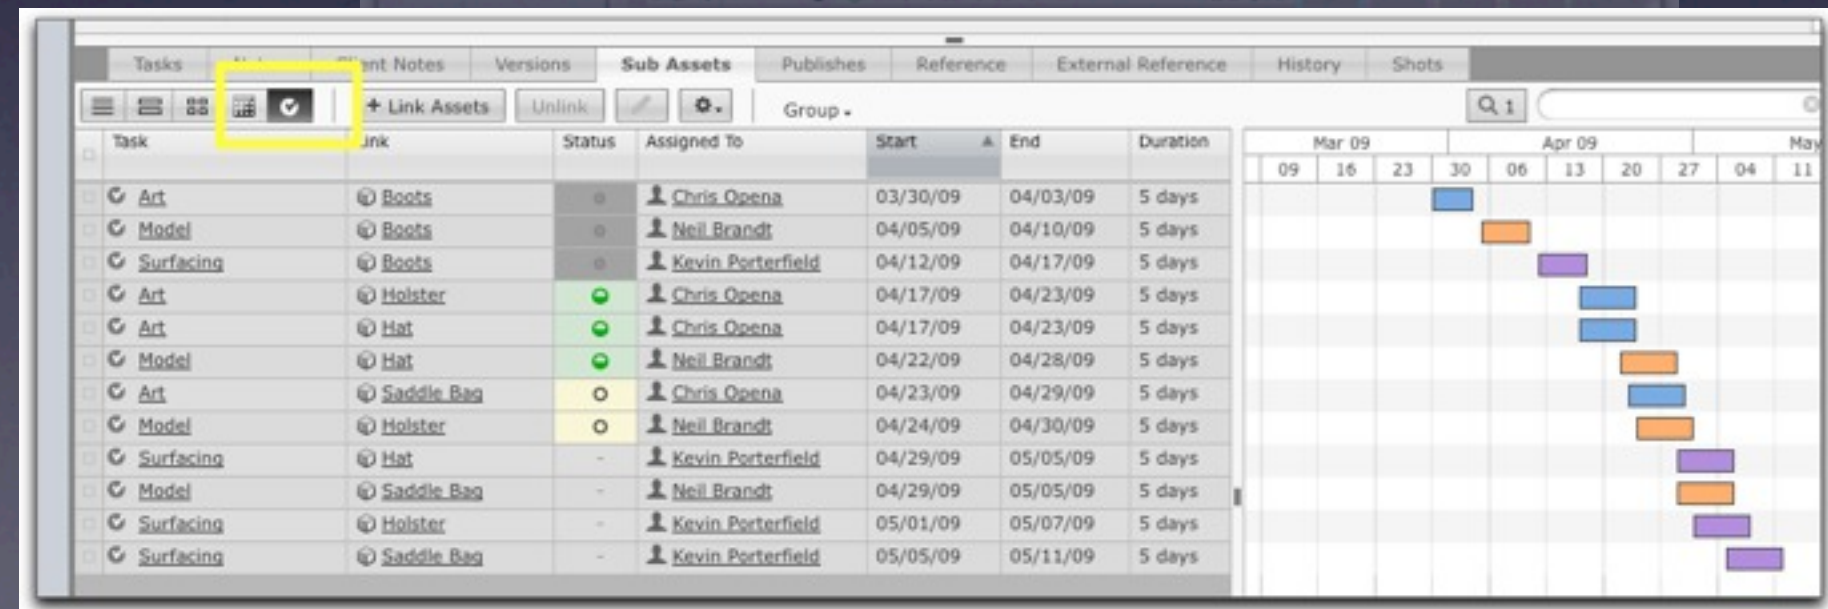 Tasks Client Notes Versions Sub Assets Publishes Reference External Reference History Shots
+ Link Assets Unlink Group 1
Task Link Status Assigned To Start End Duration Mar 09 Apr 09 May
09 16 23 30 06 13 20 27 04 11
Art Boots Chris Opena 03/30/09 04/03/09 5 days
Model Boots Neil Brandt 04/05/09 04/10/09 5 days
Surfacing Boots Kevin Porterfield 04/12/09 04/17/09 5 days
Art Holster Chris Opena 04/17/09 04/23/09 5 days
Art Hat Chris Opena 04/17/09 04/23/09 5 days
Model Hat Neil Brandt 04/22/09 04/28/09 5 days
Art Saddle Bag Chris Opena 04/23/09 04/29/09 5 days
Model Holster Neil Brandt 04/24/09 04/30/09 5 days
Surfacing Hat - Kevin Porterfield 04/29/09 05/05/09 5 days
Model Saddle Bag - Neil Brandt 04/29/09 05/05/09 5 days
Surfacing Holster - Kevin Porterfield 05/01/09 05/07/09 5 days
Surfacing Saddle Bag - Kevin Porterfield 05/05/09 05/11/09 5 days